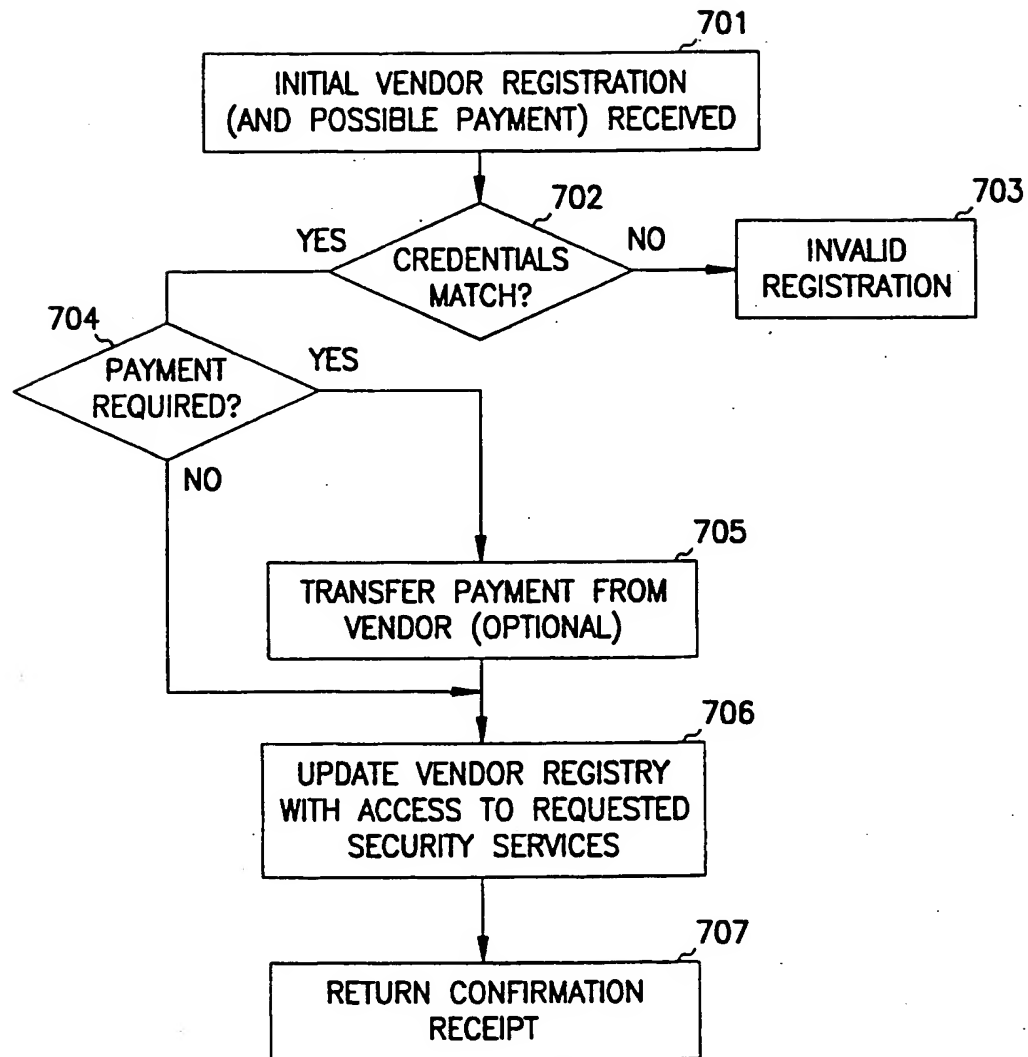 701
INITIAL VENDOR REGISTRATION
(AND POSSIBLE PAYMENT) RECEIVED
702
CREDENTIALS
MATCH?
YES
NO
703
INVALID
REGISTRATION
704
PAYMENT
REQUIRED?
YES
NO
705
TRANSFER PAYMENT FROM
VENDOR (OPTIONAL)
706
UPDATE VENDOR REGISTRY
WITH ACCESS TO REQUESTED
SECURITY SERVICES
707
RETURN CONFIRMATION
RECEIPT